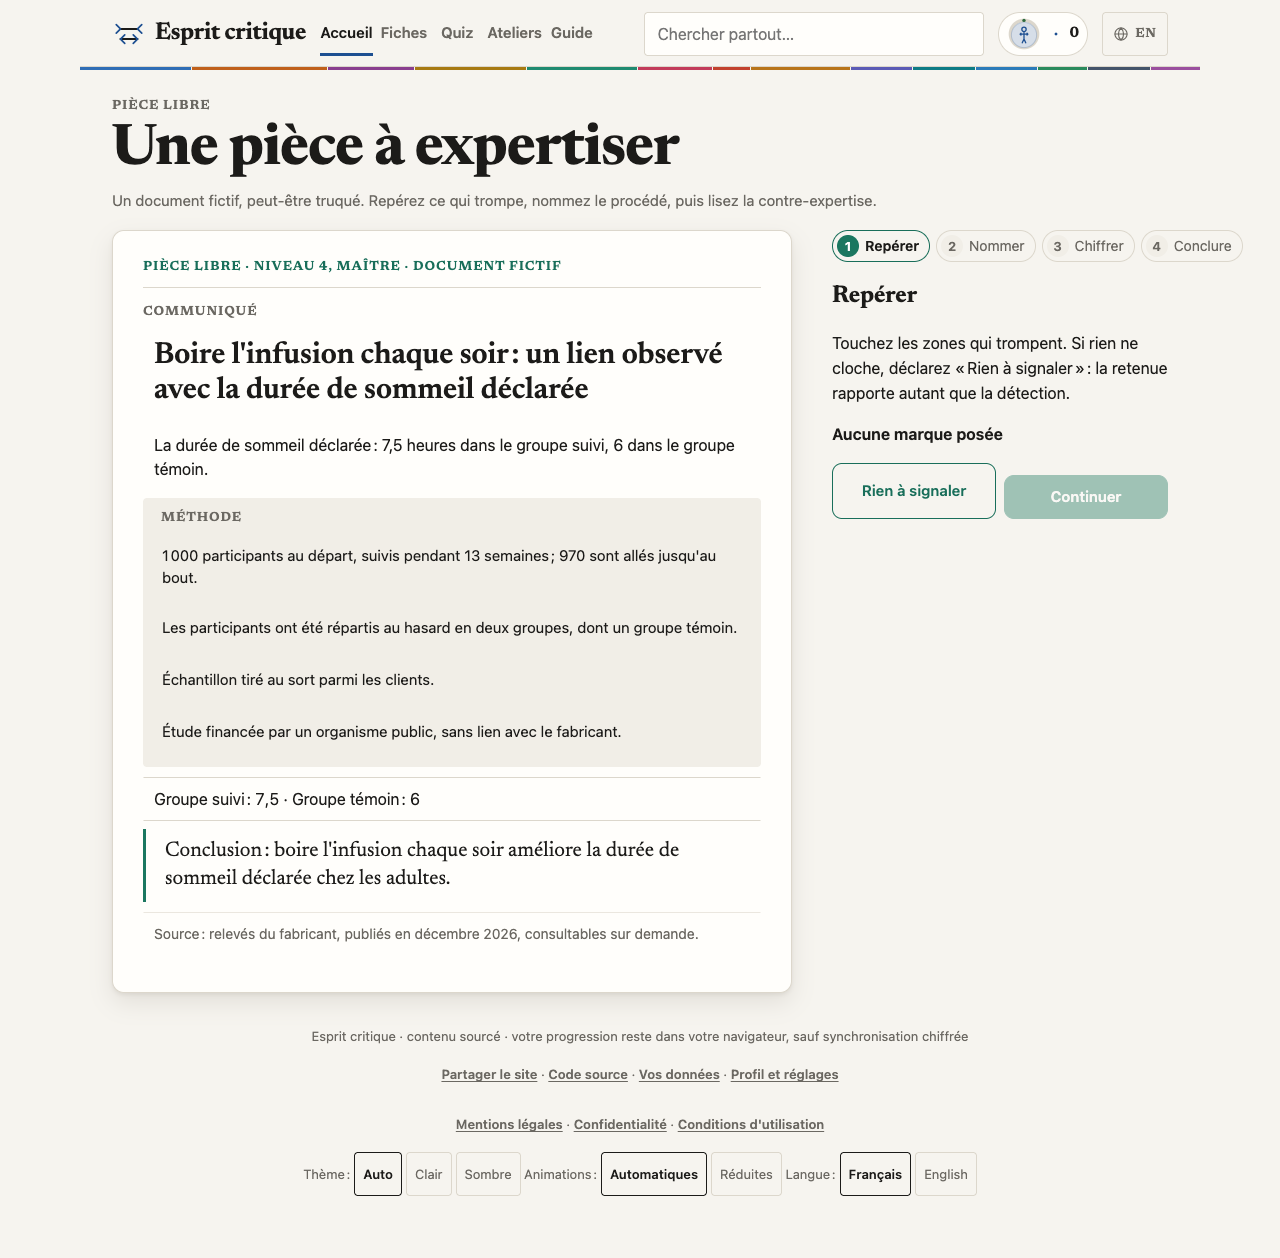 Esprit critique Accueil Fiches Quiz Ateliers Guide Chercher partout... · 0 EN
PIÈCE LIBRE
Une pièce à expertiser
Un document fictif, peut-être truqué. Repérez ce qui trompe, nommez le procédé, puis lisez la contre-expertise.
PIÈCE LIBRE · NIVEAU 4, MAÎTRE · DOCUMENT FICTIF
COMMUNIQUÉ
Boire l'infusion chaque soir : un lien observé
avec la durée de sommeil déclarée
La durée de sommeil déclarée : 7,5 heures dans le groupe suivi, 6 dans le groupe
témoin.
MÉTHODE
1 000 participants au départ, suivis pendant 13 semaines ; 970 sont allés jusqu'au
bout.
Les participants ont été répartis au hasard en deux groupes, dont un groupe témoin.
Échantillon tiré au sort parmi les clients.
Étude financée par un organisme public, sans lien avec le fabricant.
Groupe suivi : 7,5 · Groupe témoin : 6
Conclusion : boire l'infusion chaque soir améliore la durée de
sommeil déclarée chez les adultes.
Source : relevés du fabricant, publiés en décembre 2026, consultables sur demande.
1 Repérer 2 Nommer 3 Chiffrer 4 Conclure
Repérer
Touchez les zones qui trompent. Si rien ne
cloche, déclarez « Rien à signaler » : la retenue
rapporte autant que la détection.
Aucune marque posée
Rien à signaler Continuer
Esprit critique · contenu sourcé · votre progression reste dans votre navigateur, sauf synchronisation chiffrée
Partager le site · Code source · Vos données · Profil et réglages
Mentions légales · Confidentialité · Conditions d'utilisation
Thème : Auto Clair Sombre Animations : Automatiques Réduites Langue : Français English